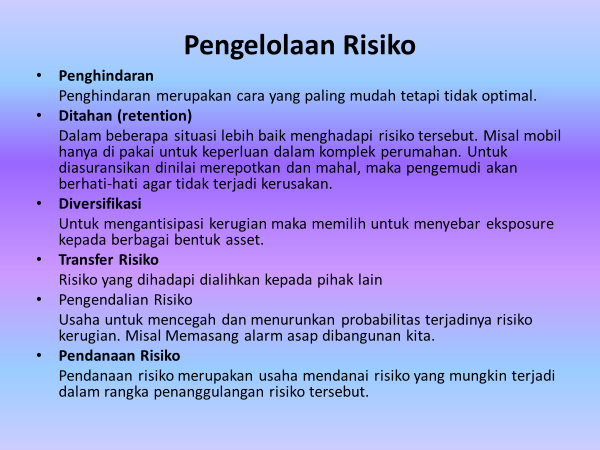 Pengelolaan Risiko
• Penghindaran
Penghindaran merupakan cara yang paling mudah tetapi tidak optimal.
• Ditahan (retention)
Dalam beberapa situasi lebih baik menghadapi risiko tersebut. Misal mobil
hanya di pakai untuk keperluan dalam komplek perumahan. Untuk
diasuransikan dinilai merepotkan dan mahal, maka pengemudi akan
berhati-hati agar tidak terjadi kerusakan.
• Diversifikasi
Untuk mengantisipasi kerugian maka memilih untuk menyebar eksposure
kepada berbagai bentuk asset.
• Transfer Risiko
Risiko yang dihadapi dialihkan kepada pihak lain
• Pengendalian Risiko
Usaha untuk mencegah dan menurunkan probabilitas terjadinya risiko
kerugian. Misal Memasang alarm asap dibangunan kita.
• Pendanaan Risiko
Pendanaan risiko merupakan usaha mendanai risiko yang mungkin terjadi
dalam rangka penanggulangan risiko tersebut.